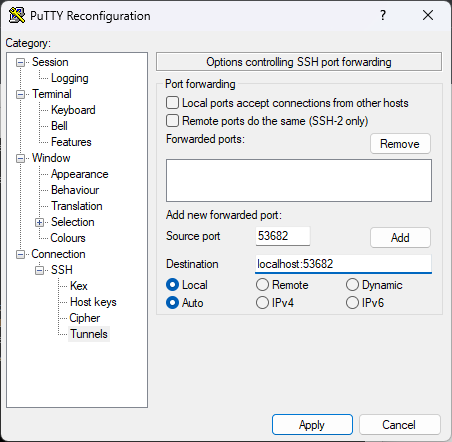 PuTTY Reconfiguration
?
Category:
Session
Logging
Terminal
Keyboard
Bell
Features
Window
Appearance
Behaviour
Translation
Selection
Colours
Connection
SSH
Kex
Host keys
Cipher
Tunnels
Options controlling SSH port forwarding
Port forwarding
Local ports accept connections from other hosts
Remote ports do the same (SSH-2 only)
Forwarded ports:
Remove
Add new forwarded port:
Source port 53682 Add
Destination localhost:53682
Local Remote Dynamic
Auto IPv4 IPv6
Apply Cancel